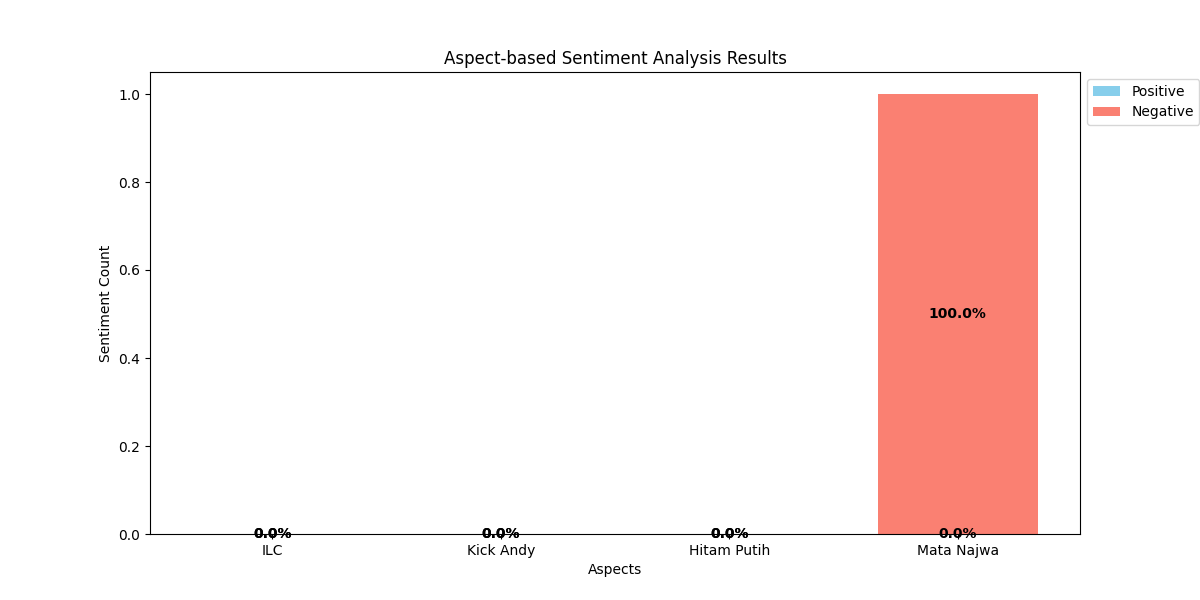 Aspect-based Sentiment Analysis Results
Positive
Negative
Sentiment Count
1.0
0.8
0.6
0.4
0.2
0.0
100.0%
0.0% 0.0% 0.0% 0.0%
ILC Kick Andy Hitam Putih Mata Najwa
Aspects